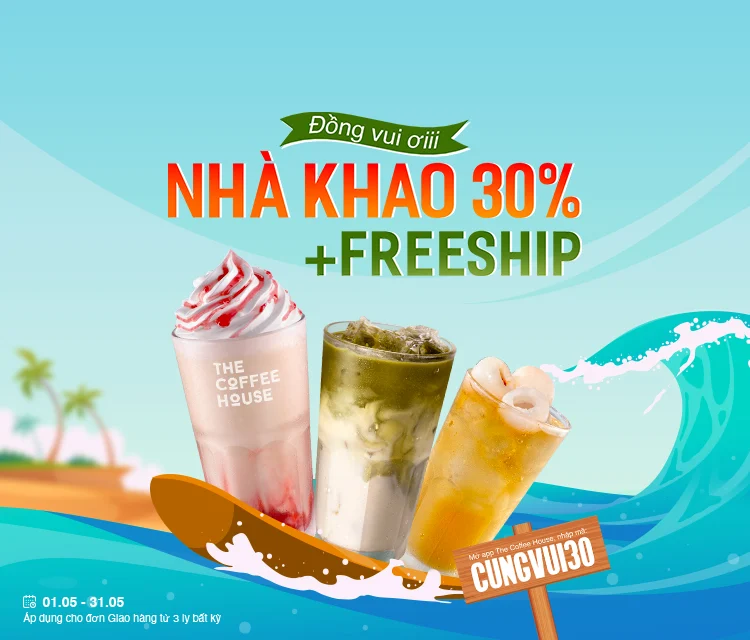 Đồng vui ơiii
NHÀ KHAO 30%
+FREESHIP
THE
COFFEE
HOUSE
Mở app The Coffee House, nhập mã:
CUNGVUI30
01.05 - 31.05
Áp dụng cho đơn Giao hàng từ 3 ly bất kỳ